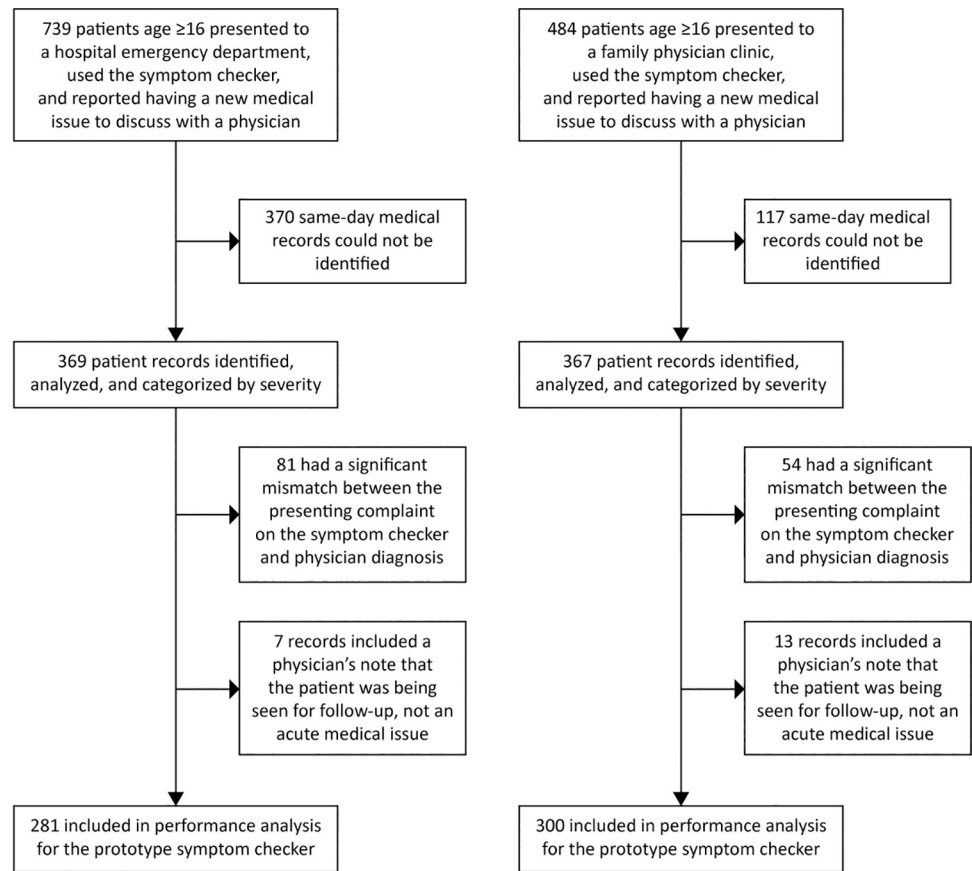 739 patients age ≥16 presented to
a hospital emergency department,
used the symptom checker,
and reported having a new medical
issue to discuss with a physician
370 same-day medical
records could not be
identified
369 patient records identified,
analyzed, and categorized by severity
81 had a significant
mismatch between the
presenting complaint
on the symptom checker
and physician diagnosis
7 records included a
physician’s note that
the patient was being
seen for follow-up, not an
acute medical issue
281 included in performance analysis
for the prototype symptom checker
484 patients age ≥16 presented to
a family physician clinic,
used the symptom checker,
and reported having a new medical
issue to discuss with a physician
117 same-day medical
records could not be
identified
367 patient records identified,
analyzed, and categorized by severity
54 had a significant
mismatch between the
presenting complaint
on the symptom checker
and physician diagnosis
13 records included a
physician’s note that
the patient was being
seen for follow-up, not an
acute medical issue
300 included in performance analysis
for the prototype symptom checker